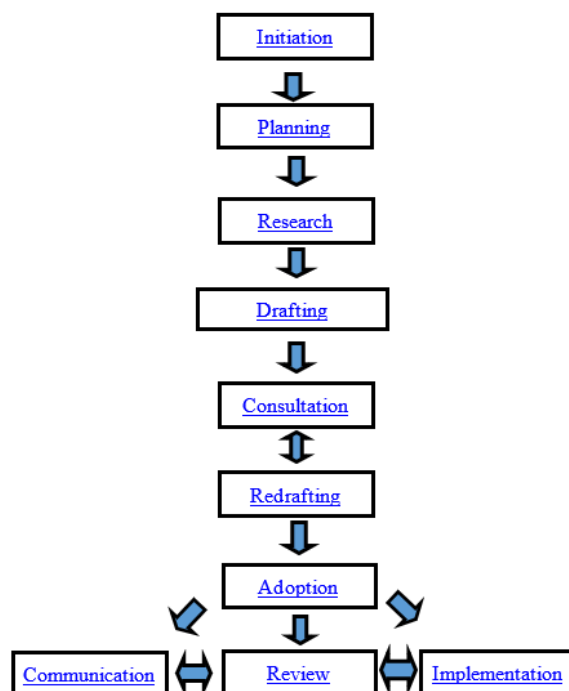 Initiation
Planning
Research
Drafting
Consultation
Redrafting
Adoption
Communication
Review
Implementation